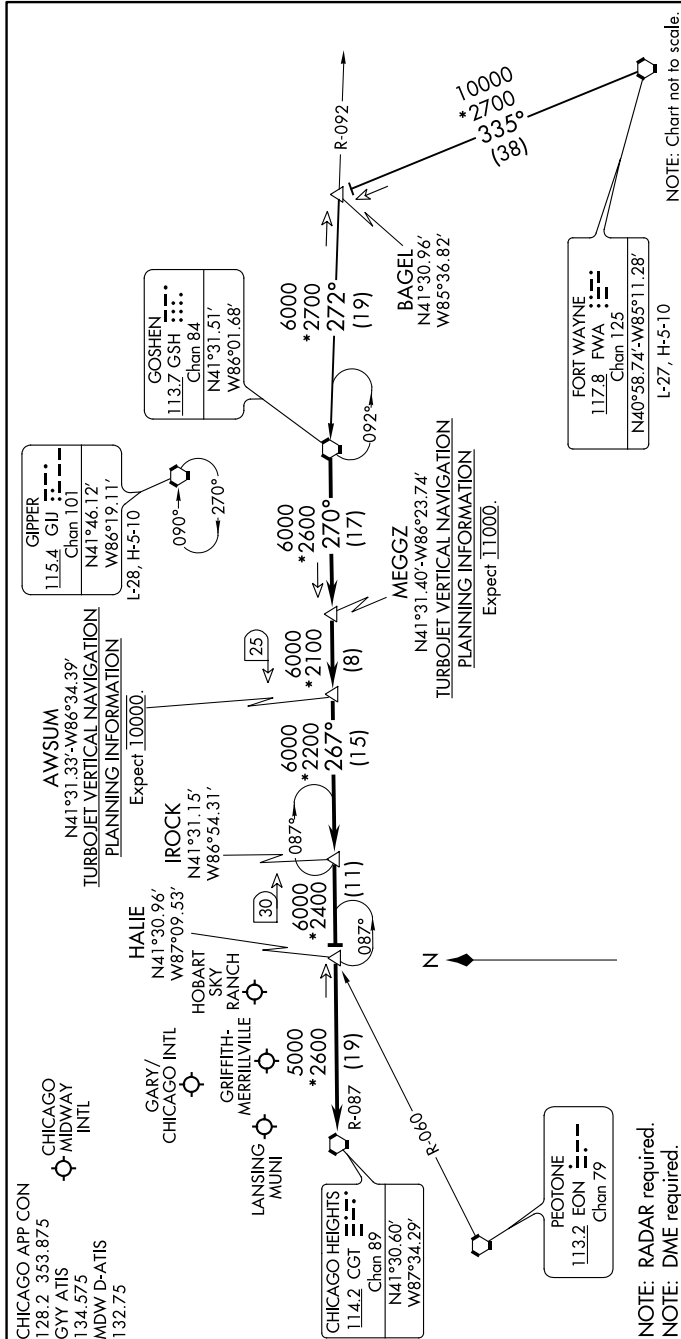 CHICAGO APP CON
128.2 353.875
GYY ATIS
134.575
MDW D-ATIS
132.75
CHICAGO
MIDWAY
INTL
GARY/
CHICAGO INTL
LANSING
MUNI
GRIFFITH-
MERRILLVILLE
HOBART
SKY
RANCH
HALIE
N41°30.96'
W87°09.53'
IROCK
N41°31.15'
W86°54.31'
AWSUM
N41°31.33'-W86°34.39'
TURBOJET VERTICAL NAVIGATION
PLANNING INFORMATION
Expect 10000.
GIPPER
115.4 GIJ
Chan 101
N41°46.12'
W86°19.11'
L-28, H-5-10
090°
270°
GOSHEN
113.7 GSH
Chan 84
N41°31.51'
W86°01.68'
CHICAGO HEIGHTS
114.2 CGT
Chan 89
N41°30.60'
W87°34.29'
R-087
5000
*2600
(19)
087°
30
6000
*2400
(11)
087°
25
6000
*2200
267°
(15)
6000
*2100
(8)
6000
*2600
270°
(17)
092°
6000
*2700
272°
(19)
R-092
MEGGZ
N41°31.40'-W86°23.74'
TURBOJET VERTICAL NAVIGATION
PLANNING INFORMATION
Expect 11000.
BAGEL
N41°30.96'
W85°36.82'
10000
*2700
335°
(38)
FORT WAYNE
117.8 FWA
Chan 125
N40°58.74'-W85°11.28'
L-27, H-5-10
N
R-060
PEOTONE
113.2 EON
Chan 79
NOTE: RADAR required.
NOTE: DME required.
NOTE: Chart not to scale.